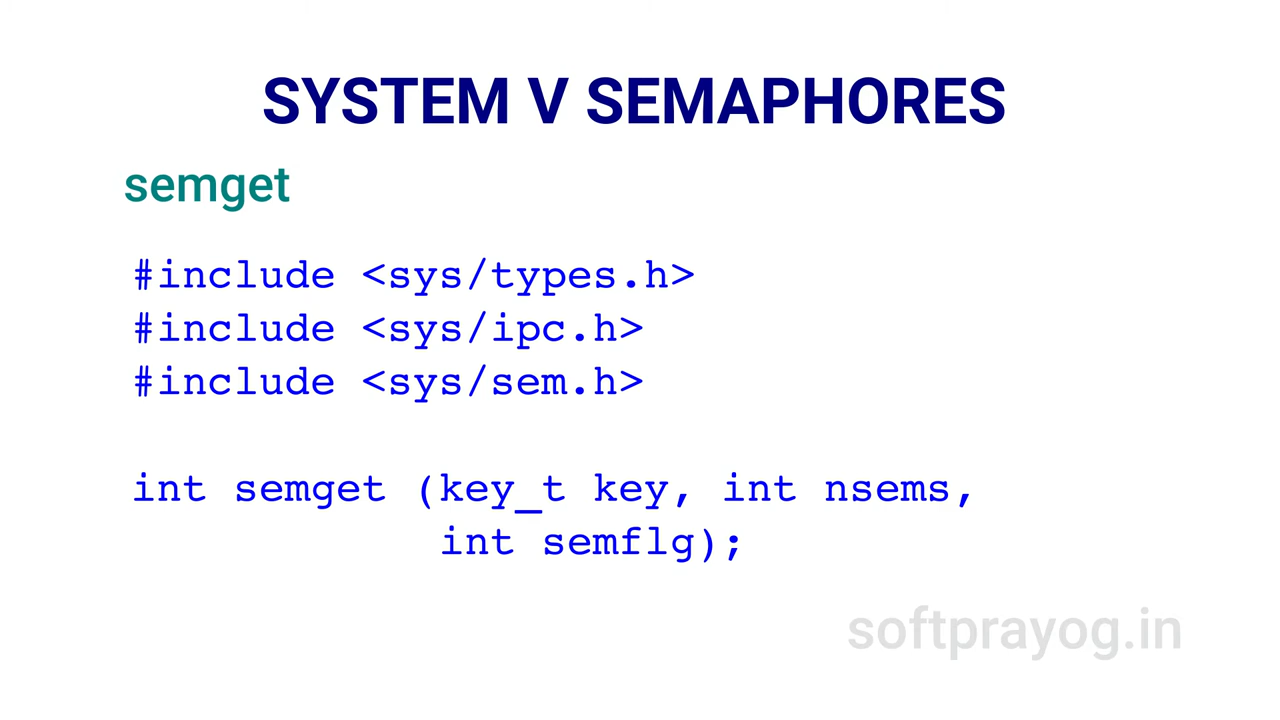 SYSTEM V SEMAPHORES
semget
#include <sys/types.h>
#include <sys/ipc.h>
#include <sys/sem.h>
int semget (key_t key, int nsems,
int semflg);
softprayog.in